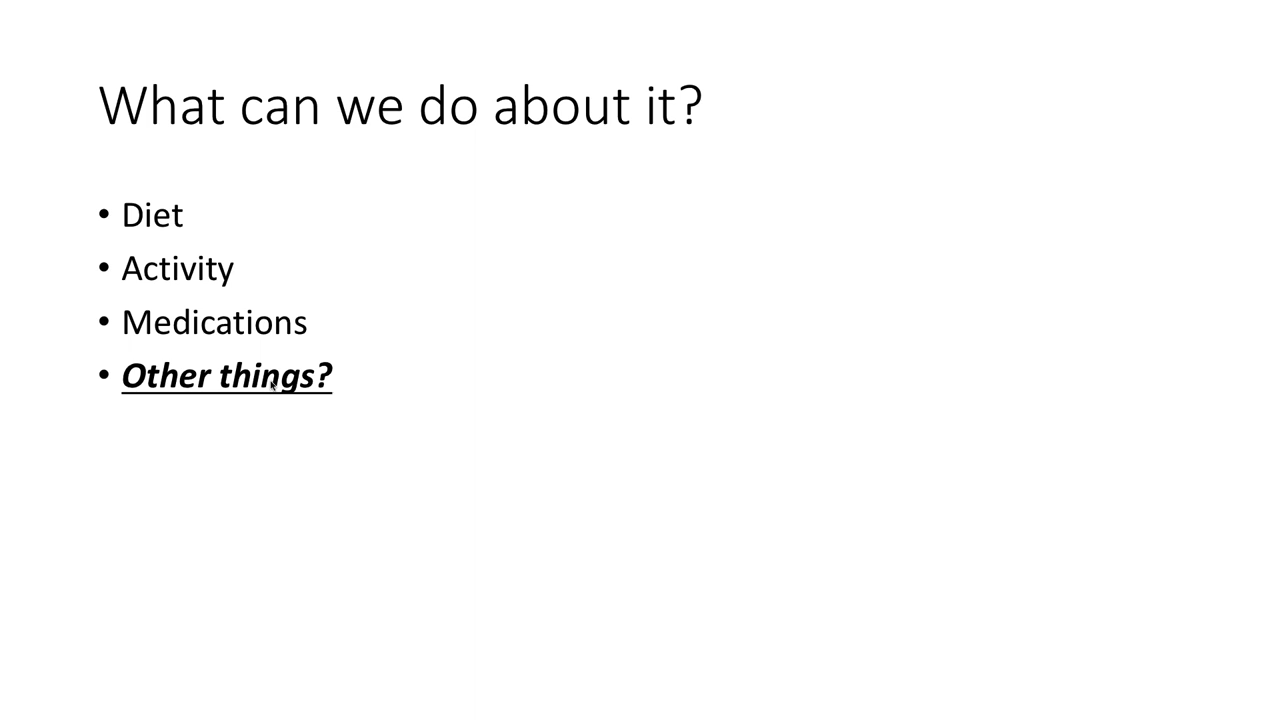 What can we do about it?
• Diet
• Activity
• Medications
• Other things?